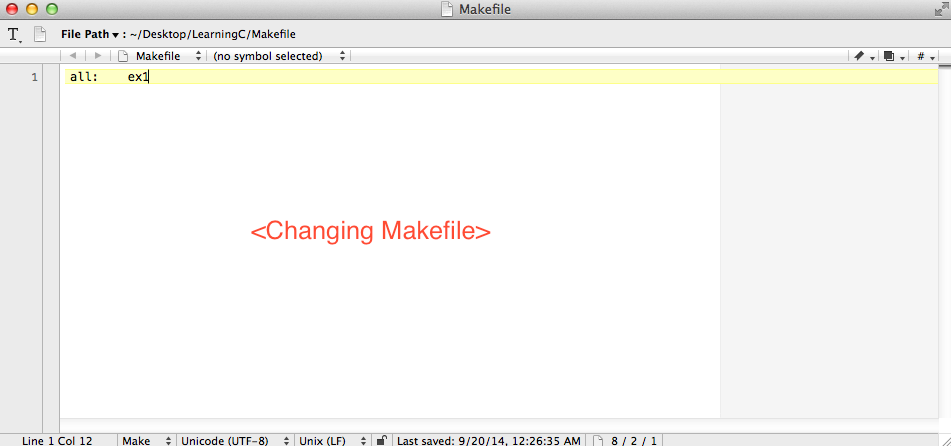 Makefile
T. File Path ▾ : ~/Desktop/LearningC/Makefile
Makefile (no symbol selected) #
1 all: ex1
<Changing Makefile>
Line 1 Col 12 Make Unicode (UTF-8) Unix (LF) Last saved: 9/20/14, 12:26:35 AM 8 / 2 / 1